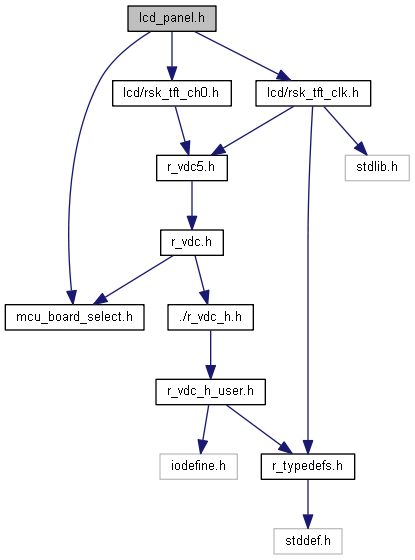 lcd_panel.h
lcd/rsk_tft_ch0.h
lcd/rsk_tft_clk.h
r_vdc5.h
stdlib.h
r_vdc.h
mcu_board_select.h
./r_vdc_h.h
r_vdc_h_user.h
iodefine.h
r_typedefs.h
stddef.h